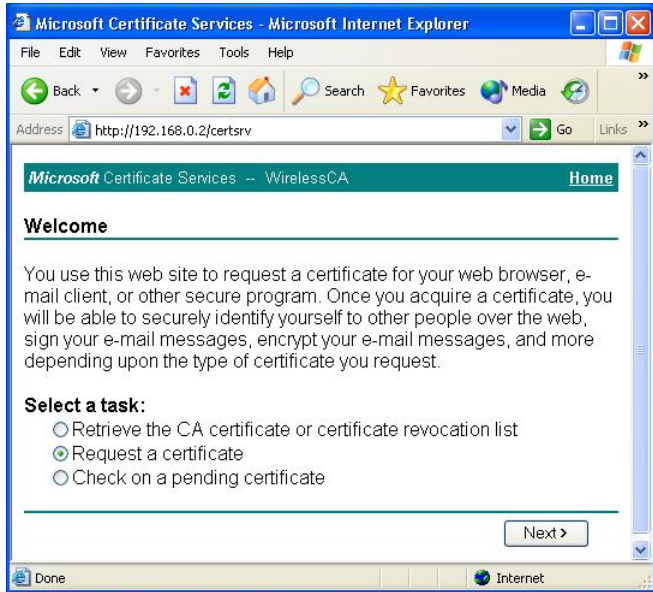 Microsoft Certificate Services - Microsoft Internet Explorer
File Edit View Favorites Tools Help
Back Search Favorites Media »
Address http://192.168.0.2/certsrv Go Links »
Microsoft Certificate Services -- WirelessCA Home
Welcome
You use this web site to request a certificate for your web browser, e-
mail client, or other secure program. Once you acquire a certificate, you
will be able to securely identify yourself to other people over the web,
sign your e-mail messages, encrypt your e-mail messages, and more
depending upon the type of certificate you request.
Select a task:
Retrieve the CA certificate or certificate revocation list
Request a certificate
Check on a pending certificate
Next >
Done Internet